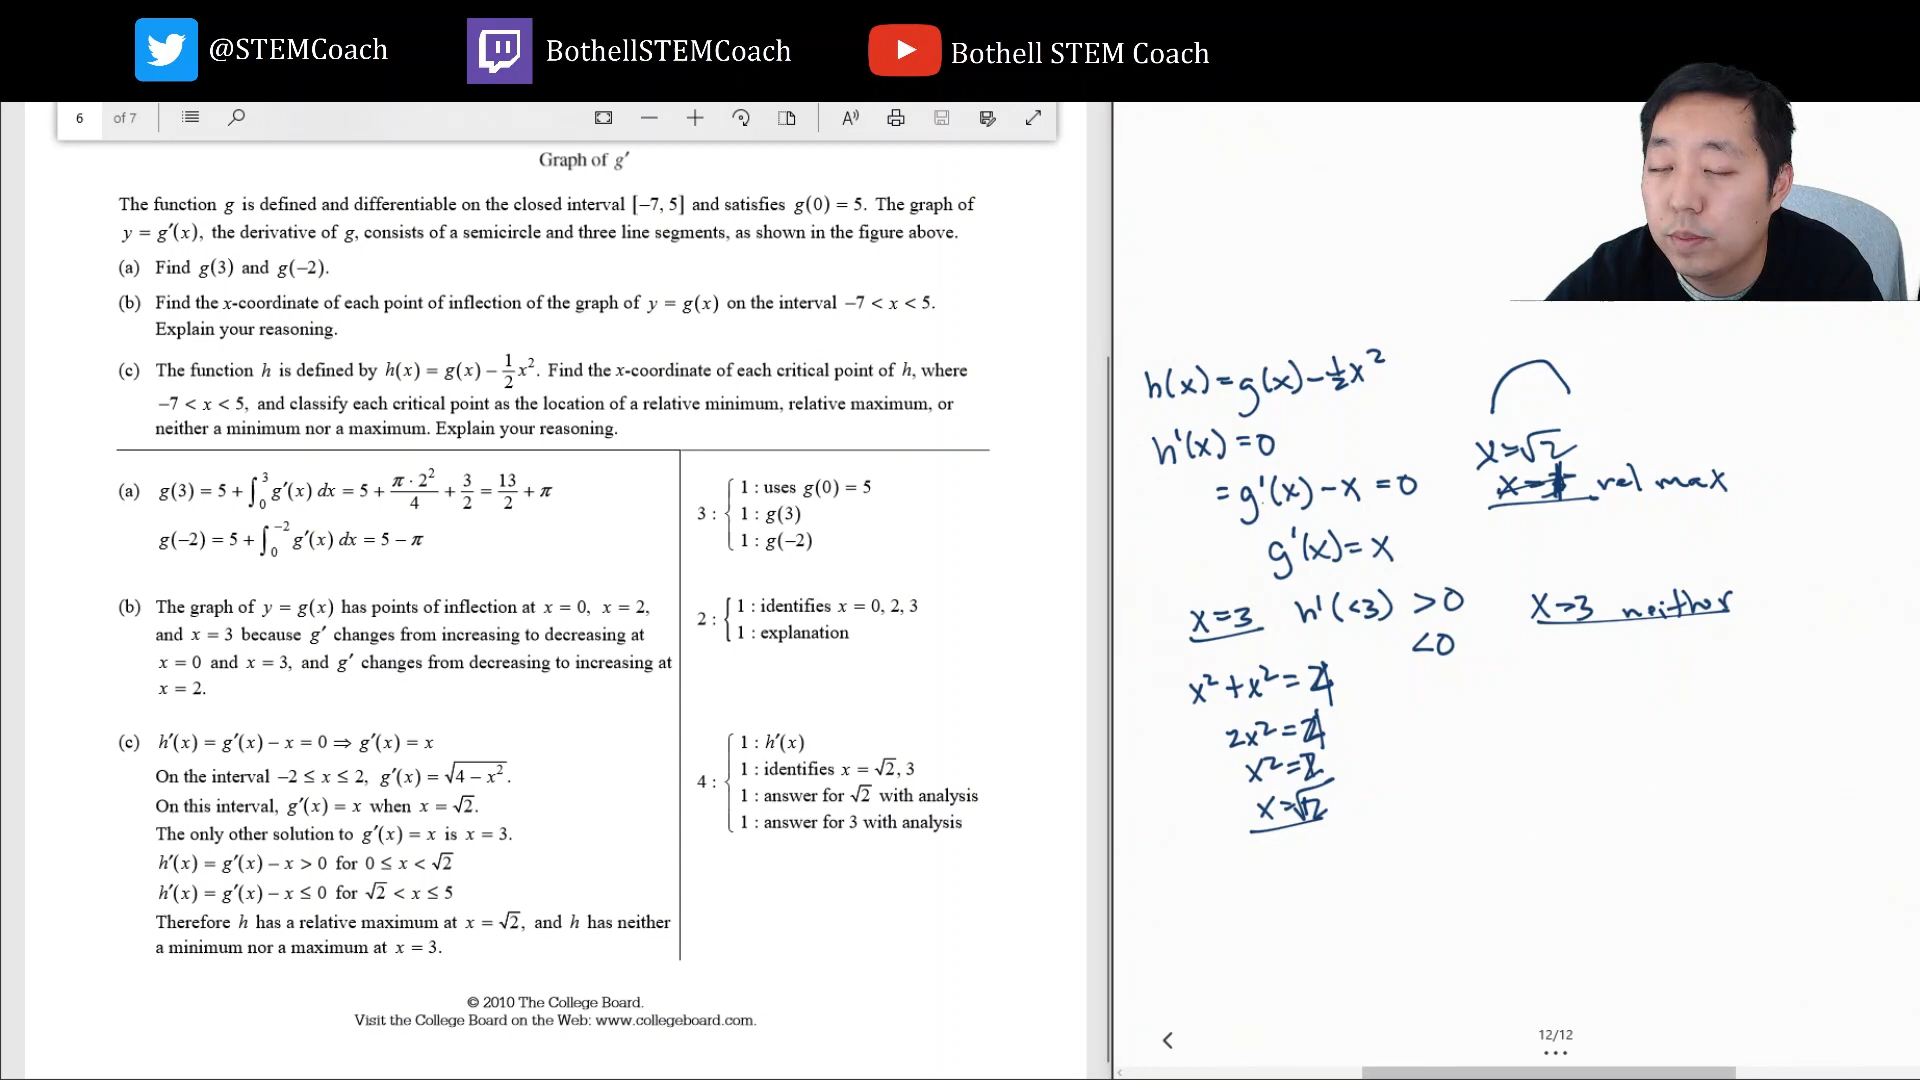 @STEMCoach
BothellSTEMCoach
Bothell STEM Coach
6 of 7
Graph of g′
The function g is defined and differentiable on the closed interval [−7, 5] and satisfies g(0) = 5. The graph of
y = g′(x), the derivative of g, consists of a semicircle and three line segments, as shown in the figure above.
(a) Find g(3) and g(−2).
(b) Find the x-coordinate of each point of inflection of the graph of y = g(x) on the interval −7 < x < 5.
Explain your reasoning.
(c) The function h is defined by h(x) = g(x) − 1/2 x². Find the x-coordinate of each critical point of h, where
−7 < x < 5, and classify each critical point as the location of a relative minimum, relative maximum, or
neither a minimum nor a maximum. Explain your reasoning.
(a) g(3) = 5 + ∫₀³ g′(x) dx = 5 + π · 2²/4 + 3/2 = 13/2 + π
g(−2) = 5 + ∫₀⁻² g′(x) dx = 5 − π
3 : { 1 : uses g(0) = 5
1 : g(3)
1 : g(−2)
(b) The graph of y = g(x) has points of inflection at x = 0, x = 2,
and x = 3 because g′ changes from increasing to decreasing at
x = 0 and x = 3, and g′ changes from decreasing to increasing at
x = 2.
2 : { 1 : identifies x = 0, 2, 3
1 : explanation
(c) h′(x) = g′(x) − x = 0 ⇒ g′(x) = x
On the interval −2 ≤ x ≤ 2, g′(x) = √(4 − x²).
On this interval, g′(x) = x when x = √2.
The only other solution to g′(x) = x is x = 3.
h′(x) = g′(x) − x > 0 for 0 ≤ x < √2
h′(x) = g′(x) − x ≤ 0 for √2 < x ≤ 5
Therefore h has a relative maximum at x = √2, and h has neither
a minimum nor a maximum at x = 3.
4 : { 1 : h′(x)
1 : identifies x = √2, 3
1 : answer for √2 with analysis
1 : answer for 3 with analysis
© 2010 The College Board.
Visit the College Board on the Web: www.collegeboard.com.
h(x) = g(x) − ½x²
h'(x) = 0
= g'(x) − x = 0
g'(x) = x
x = 3 h'(<3) > 0
< 0
x² + x² = 4
2x² = 4
x² = 2
x = √2
x = √2
rel max
x = 3 neither
12/12